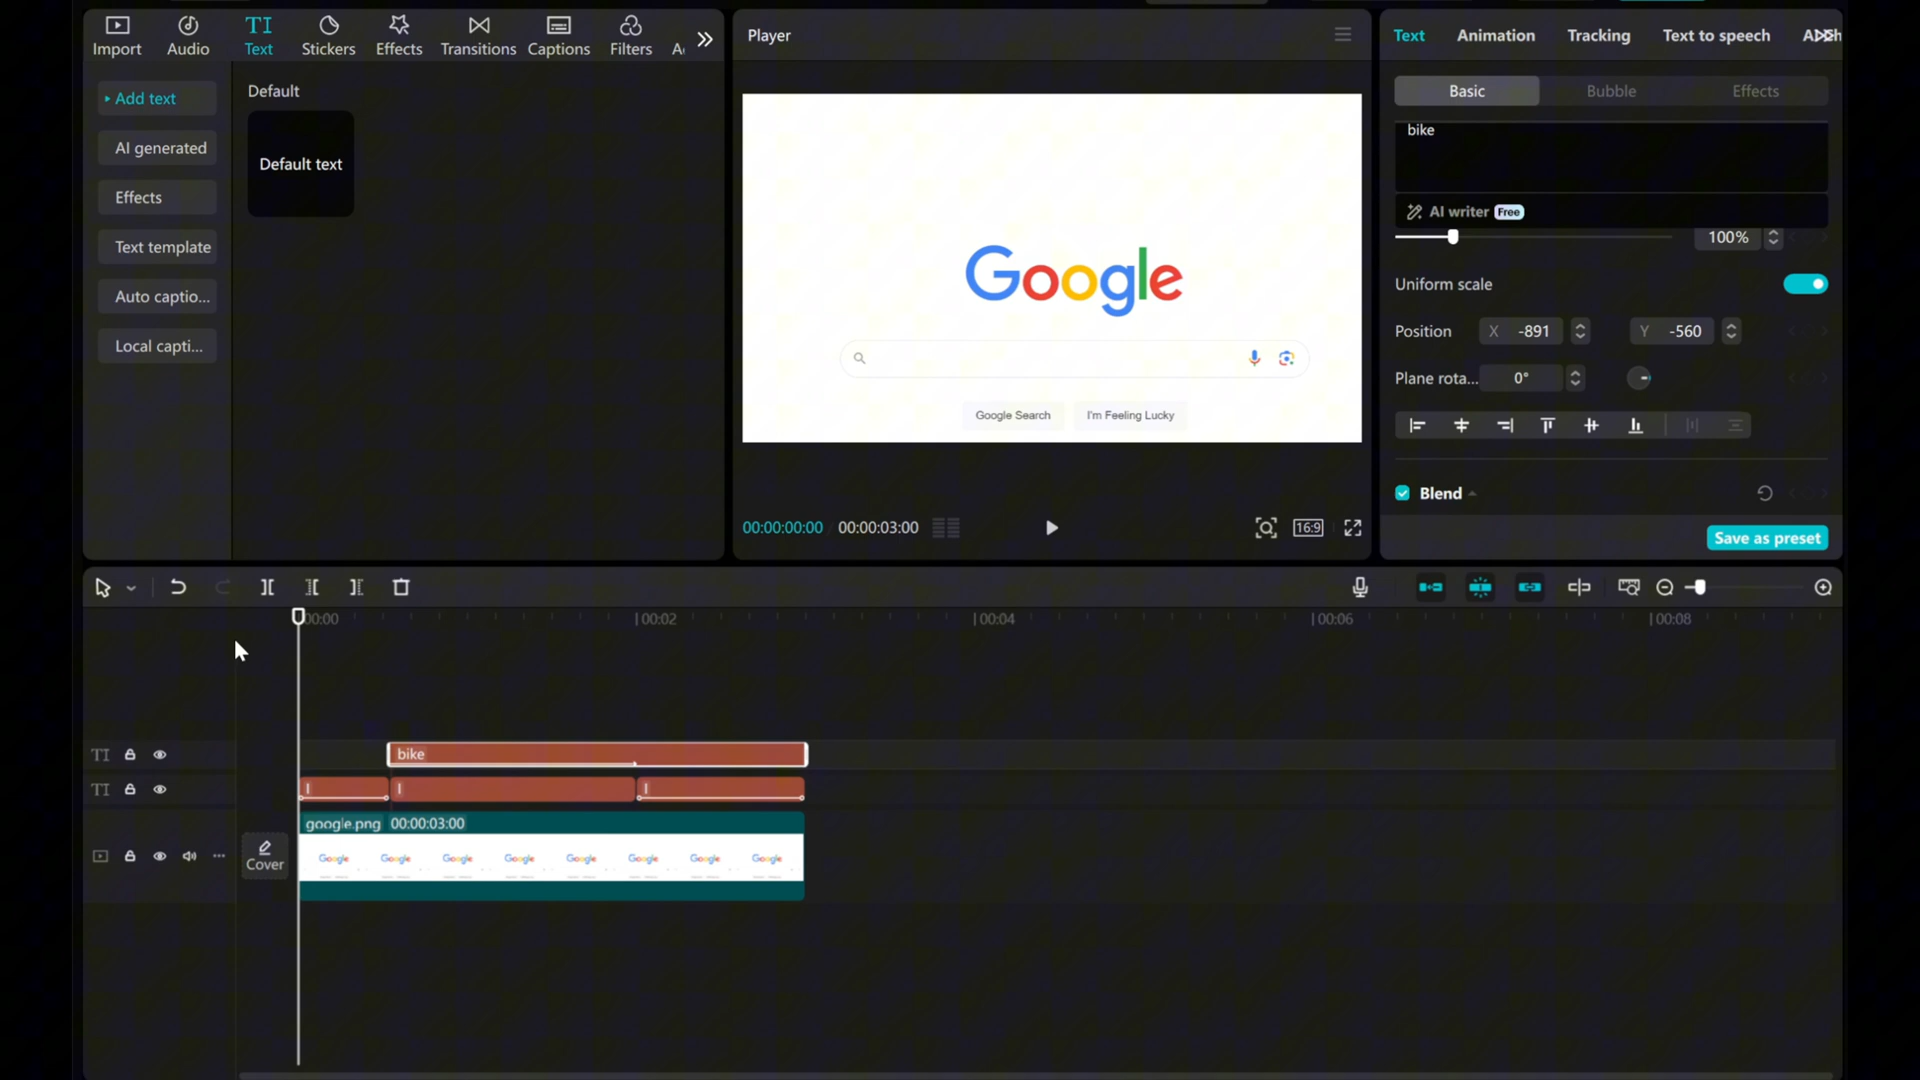 Import
Audio
TI
Text
Stickers
Effects
Transitions
Captions
Filters
Default
Add text
AI generated
Effects
Text template
Auto captio...
Local capti...
Default text
Player
Google
Google Search
I'm Feeling Lucky
00:00:00:00
00:00:03:00
16:9
Text
Animation
Tracking
Text to speech
Basic
Bubble
Effects
bike
AI writer Free
100%
Uniform scale
Position X -891 Y -560
Plane rota... 0°
Blend
Save as preset
00:00
00:02
00:04
00:06
00:08
TI
bike
TI
I
I
I
google.png 00:00:03:00
Cover
Google Google Google Google Google Google Google Google